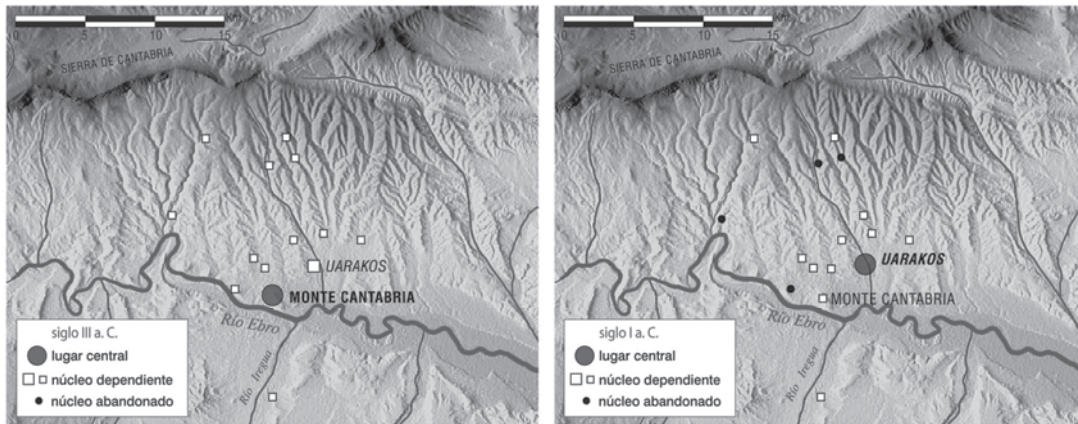 0 5 10 15 Km
SIERRA DE CANTABRIA
UARAKOS
MONTE CANTABRIA
Río Ebro
Río Iregua
siglo III a. C.
lugar central
núcleo dependiente
núcleo abandonado
0 5 10 15 Km
SIERRA DE CANTABRIA
UARAKOS
MONTE CANTABRIA
Río Ebro
Río Iregua
siglo I a. C.
lugar central
núcleo dependiente
núcleo abandonado